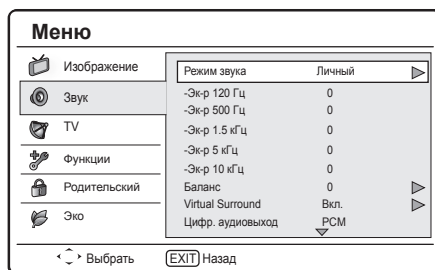 Меню
Изображение
Звук
TV
Функции
Родительский
Эко
Режим звука Личный
-Эк-р 120 Гц 0
-Эк-р 500 Гц 0
-Эк-р 1.5 кГц 0
-Эк-р 5 кГц 0
-Эк-р 10 кГц 0
Баланс 0
Virtual Surround Вкл.
Цифр. аудиовыход PCM
Выбрать EXIT Назад